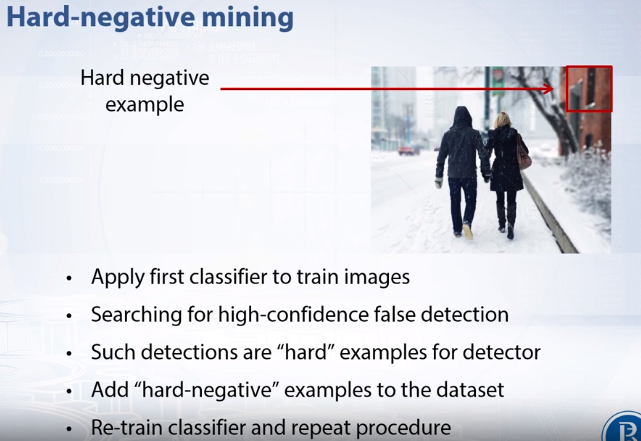 Hard-negative mining
Hard negative
example
• Apply first classifier to train images
• Searching for high-confidence false detection
• Such detections are “hard” examples for detector
• Add “hard-negative” examples to the dataset
• Re-train classifier and repeat procedure